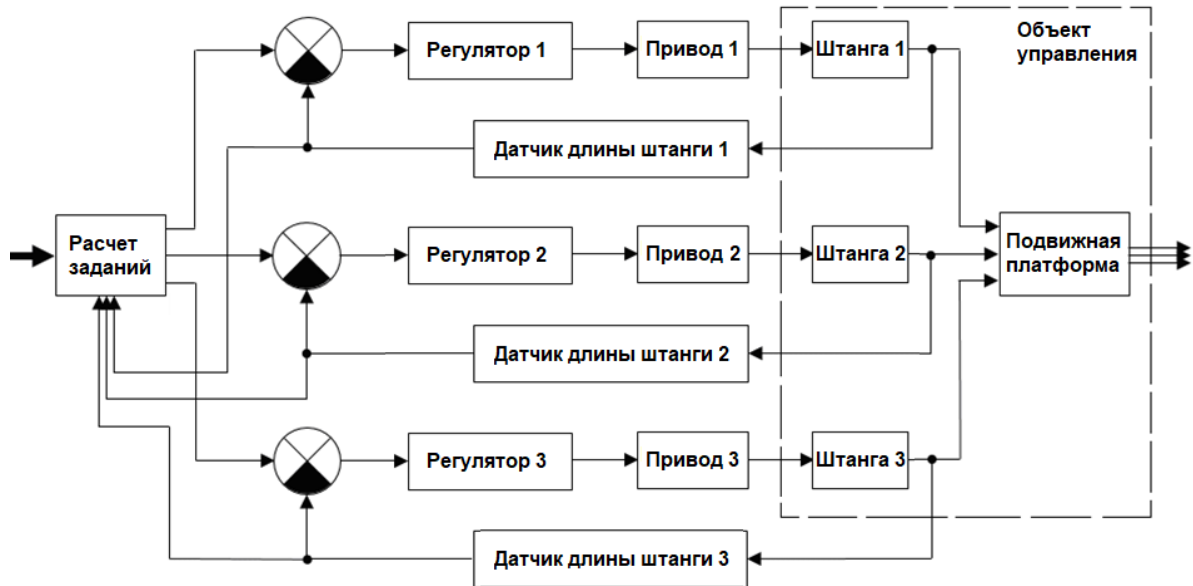 Объект
управления
Регулятор 1
Привод 1
Штанга 1
Датчик длины штанги 1
Расчет
заданий
Регулятор 2
Привод 2
Штанга 2
Подвижная
платформа
Датчик длины штанги 2
Регулятор 3
Привод 3
Штанга 3
Датчик длины штанги 3